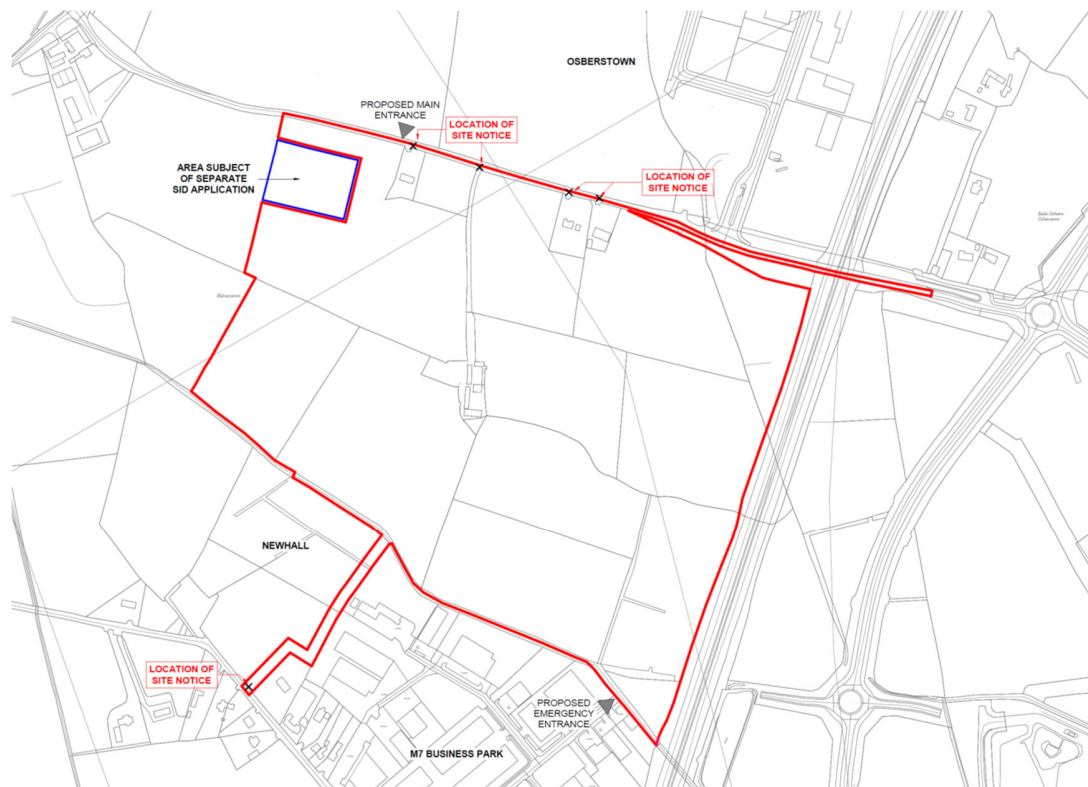 OSBERSTOWN
PROPOSED MAIN
ENTRANCE
LOCATION OF
SITE NOTICE
AREA SUBJECT
OF SEPARATE
SID APPLICATION
LOCATION OF
SITE NOTICE
NEWHALL
LOCATION OF
SITE NOTICE
PROPOSED
EMERGENCY
ENTRANCE
M7 BUSINESS PARK